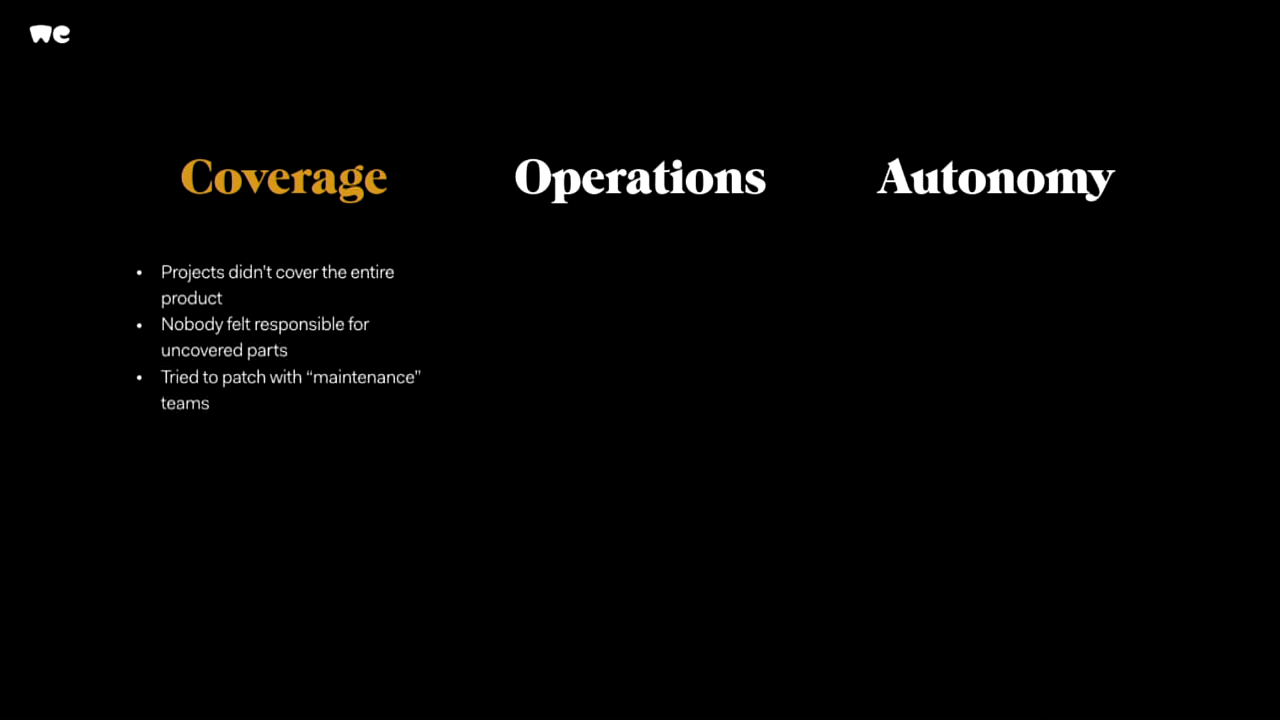 we
Coverage
Operations
Autonomy
• Projects didn't cover the entire
product
• Nobody felt responsible for
uncovered parts
• Tried to patch with “maintenance”
teams